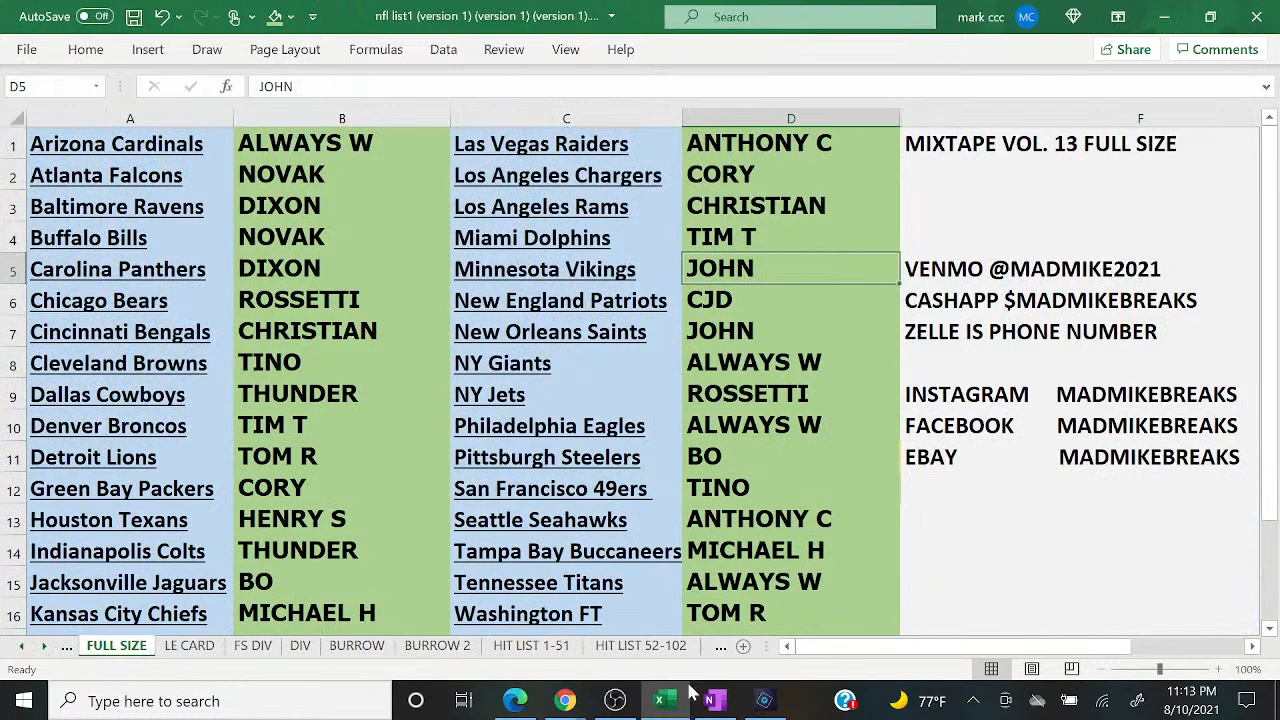 AutoSave Off nfl list1 (version 1) (version 1) (version 1)... Search mark ccc MC
File Home Insert Draw Page Layout Formulas Data Review View Help Share Comments
D5 fx JOHN
A B C D F
1 Arizona Cardinals ALWAYS W Las Vegas Raiders ANTHONY C MIXTAPE VOL. 13 FULL SIZE
2 Atlanta Falcons NOVAK Los Angeles Chargers CORY
3 Baltimore Ravens DIXON Los Angeles Rams CHRISTIAN
4 Buffalo Bills NOVAK Miami Dolphins TIM T
5 Carolina Panthers DIXON Minnesota Vikings JOHN VENMO @MADMIKE2021
6 Chicago Bears ROSSETTI New England Patriots CJD CASHAPP $MADMIKEBREAKS
7 Cincinnati Bengals CHRISTIAN New Orleans Saints JOHN ZELLE IS PHONE NUMBER
8 Cleveland Browns TINO NY Giants ALWAYS W
9 Dallas Cowboys THUNDER NY Jets ROSSETTI INSTAGRAM MADMIKEBREAKS
10 Denver Broncos TIM T Philadelphia Eagles ALWAYS W FACEBOOK MADMIKEBREAKS
11 Detroit Lions TOM R Pittsburgh Steelers BO EBAY MADMIKEBREAKS
12 Green Bay Packers CORY San Francisco 49ers TINO
13 Houston Texans HENRY S Seattle Seahawks ANTHONY C
14 Indianapolis Colts THUNDER Tampa Bay Buccaneers MICHAEL H
15 Jacksonville Jaguars BO Tennessee Titans ALWAYS W
16 Kansas City Chiefs MICHAEL H Washington FT TOM R
... FULL SIZE LE CARD FS DIV DIV BURROW BURROW 2 HIT LIST 1-51 HIT LIST 52-102 ...
Ready 100%
Type here to search 77°F 11:13 PM
8/10/2021